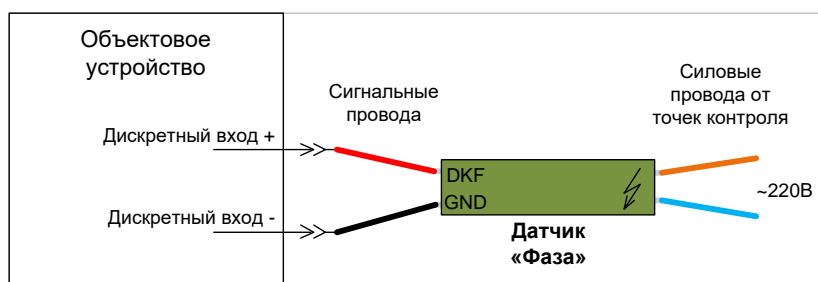 Объектовое
устройство
Сигнальные
провода
Силовые
провода от
точек контроля
Дискретный вход +
Дискретный вход -
DKF
GND
~220В
Датчик
«Фаза»